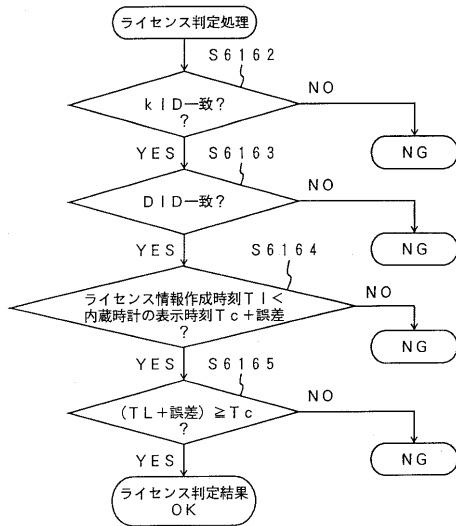 ライセンス判定処理
S6162
kID一致?
?
NO
NG
YES
S6163
DID一致?
NO
NG
YES
S6164
ライセンス情報作成時刻Tl<
内蔵時計の表示時刻Tc+誤差
?
NO
NG
YES
S6165
(TL+誤差)≧Tc
?
NO
NG
YES
ライセンス判定結果
OK